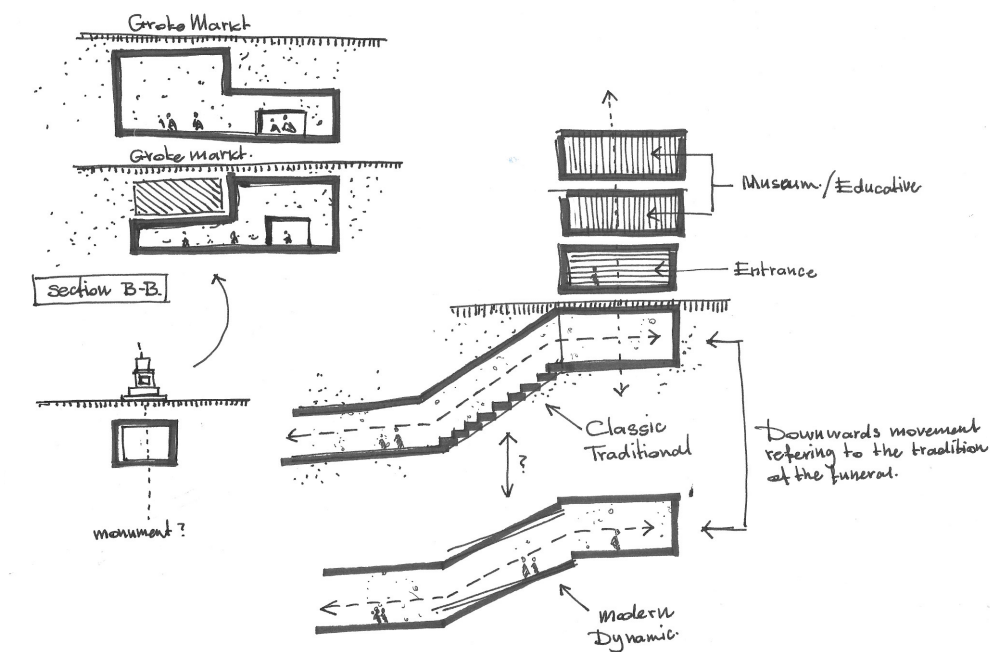 Grote Markt
Grote Markt.
section B-B.
monument?
Museum/Educative
Entrance
Classic
Traditional
?
Downwards movement
refering to the tradition
of the funeral.
Modern
Dynamic.